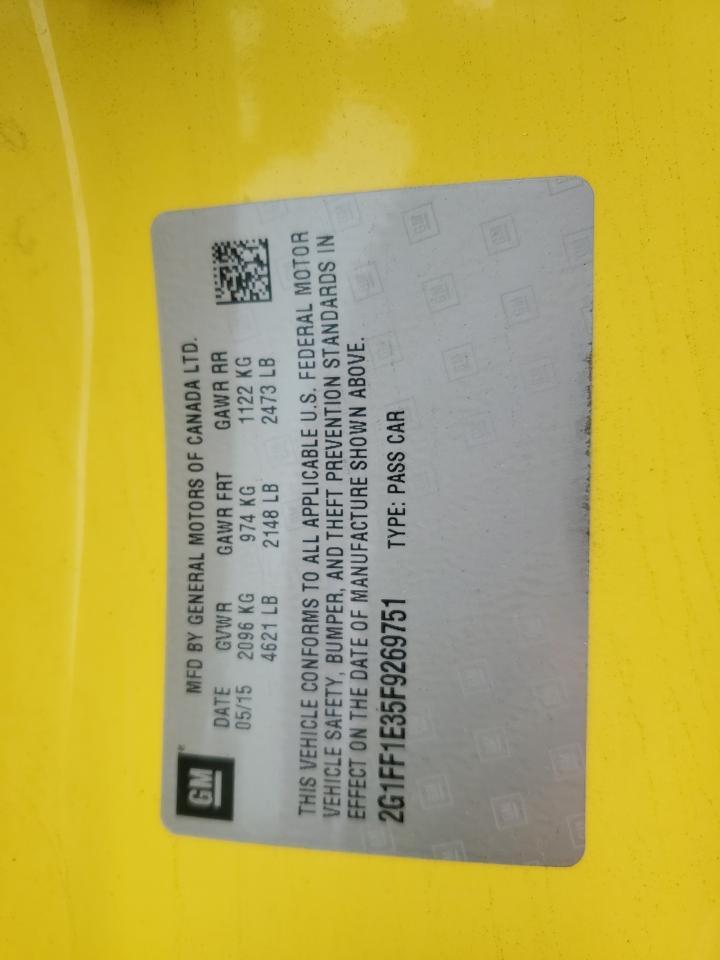 GM
MFD BY GENERAL MOTORS OF CANADA LTD.
DATE GVWR GAWR FRT GAWR RR
05/15 2096 KG 974 KG 1122 KG
4621 LB 2148 LB 2473 LB
THIS VEHICLE CONFORMS TO ALL APPLICABLE U.S. FEDERAL MOTOR
VEHICLE SAFETY, BUMPER, AND THEFT PREVENTION STANDARDS IN
EFFECT ON THE DATE OF MANUFACTURE SHOWN ABOVE.
2G1FF1E35F9269751 TYPE: PASS CAR